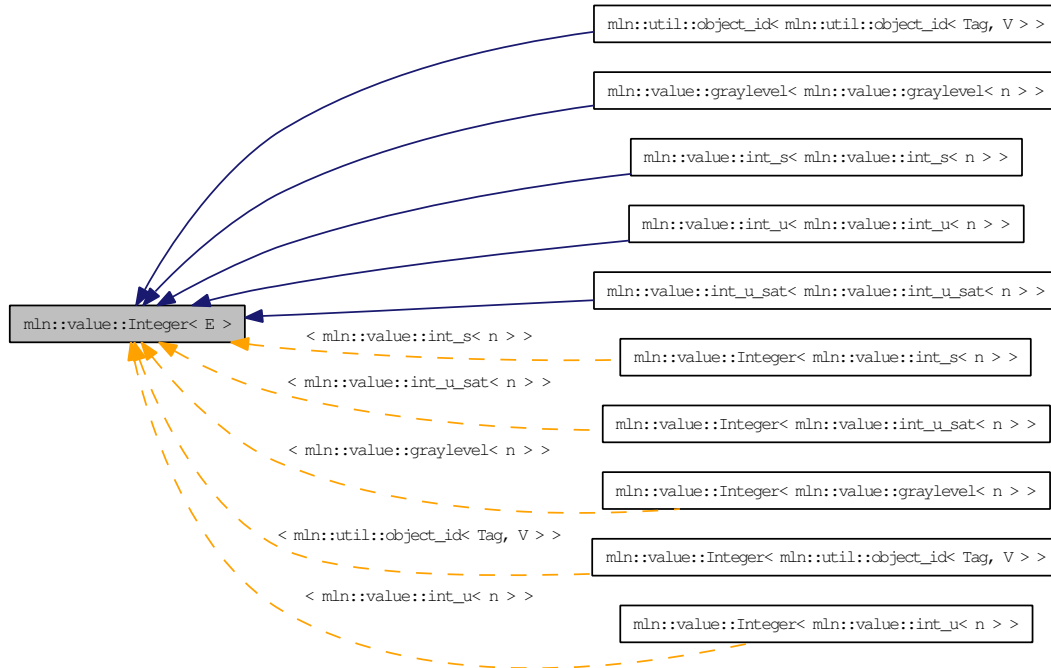 mln::util::object_id< mln::util::object_id< Tag, V > >
mln::value::graylevel< mln::value::graylevel< n > >
mln::value::int_s< mln::value::int_s< n > >
mln::value::int_u< mln::value::int_u< n > >
mln::value::int_u_sat< mln::value::int_u_sat< n > >
mln::value::Integer< E >
< mln::value::int_s< n > >
mln::value::Integer< mln::value::int_s< n > >
< mln::value::int_u_sat< n > >
mln::value::Integer< mln::value::int_u_sat< n > >
< mln::value::graylevel< n > >
mln::value::Integer< mln::value::graylevel< n > >
< mln::util::object_id< Tag, V > >
mln::value::Integer< mln::util::object_id< Tag, V > >
< mln::value::int_u< n > >
mln::value::Integer< mln::value::int_u< n > >